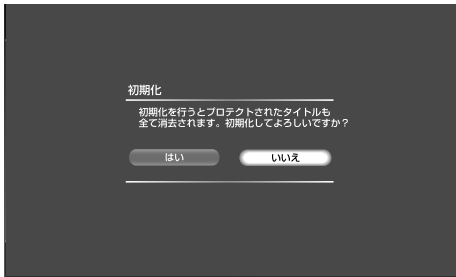 初期化
初期化を行うとプロテクトされたタイトルも
全て消去されます。初期化してよろしいですか？
はい
いいえ